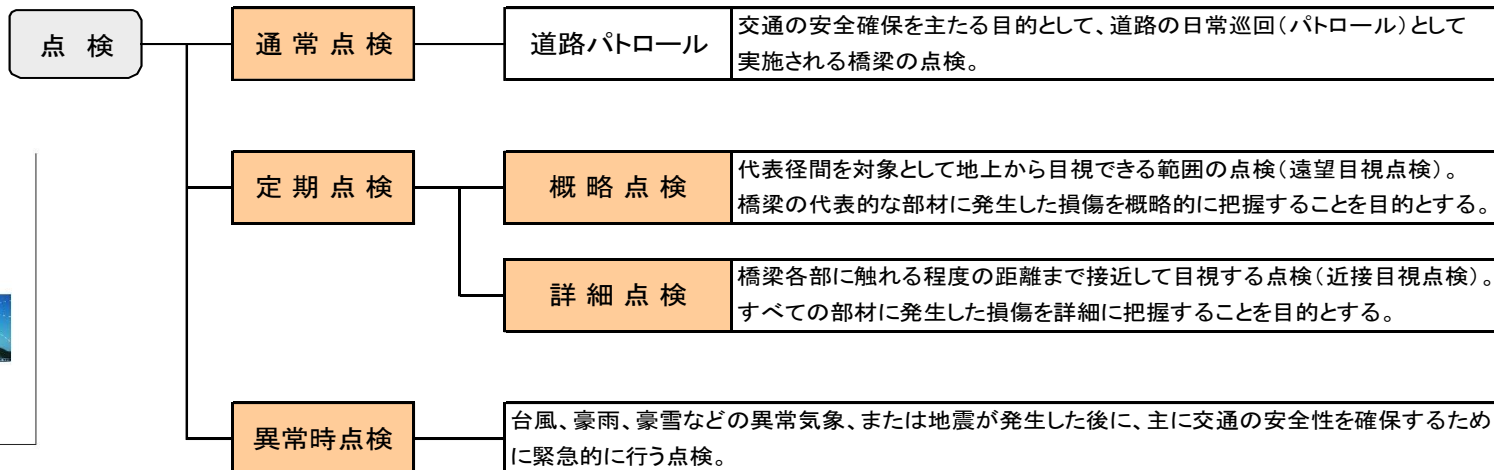 点検
通常点検
道路パトロール
交通の安全確保を主たる目的として、道路の日常巡回(パトロール)として
実施される橋梁の点検。
定期点検
概略点検
代表径間を対象として地上から目視できる範囲の点検(遠望目視点検)。
橋梁の代表的な部材に発生した損傷を概略的に把握することを目的とする。
詳細点検
橋梁各部に触れる程度の距離まで接近して目視する点検(近接目視点検)。
すべての部材に発生した損傷を詳細に把握することを目的とする。
異常時点検
台風、豪雨、豪雪などの異常気象、または地震が発生した後に、主に交通の安全性を確保するため
に緊急的に行う点検。